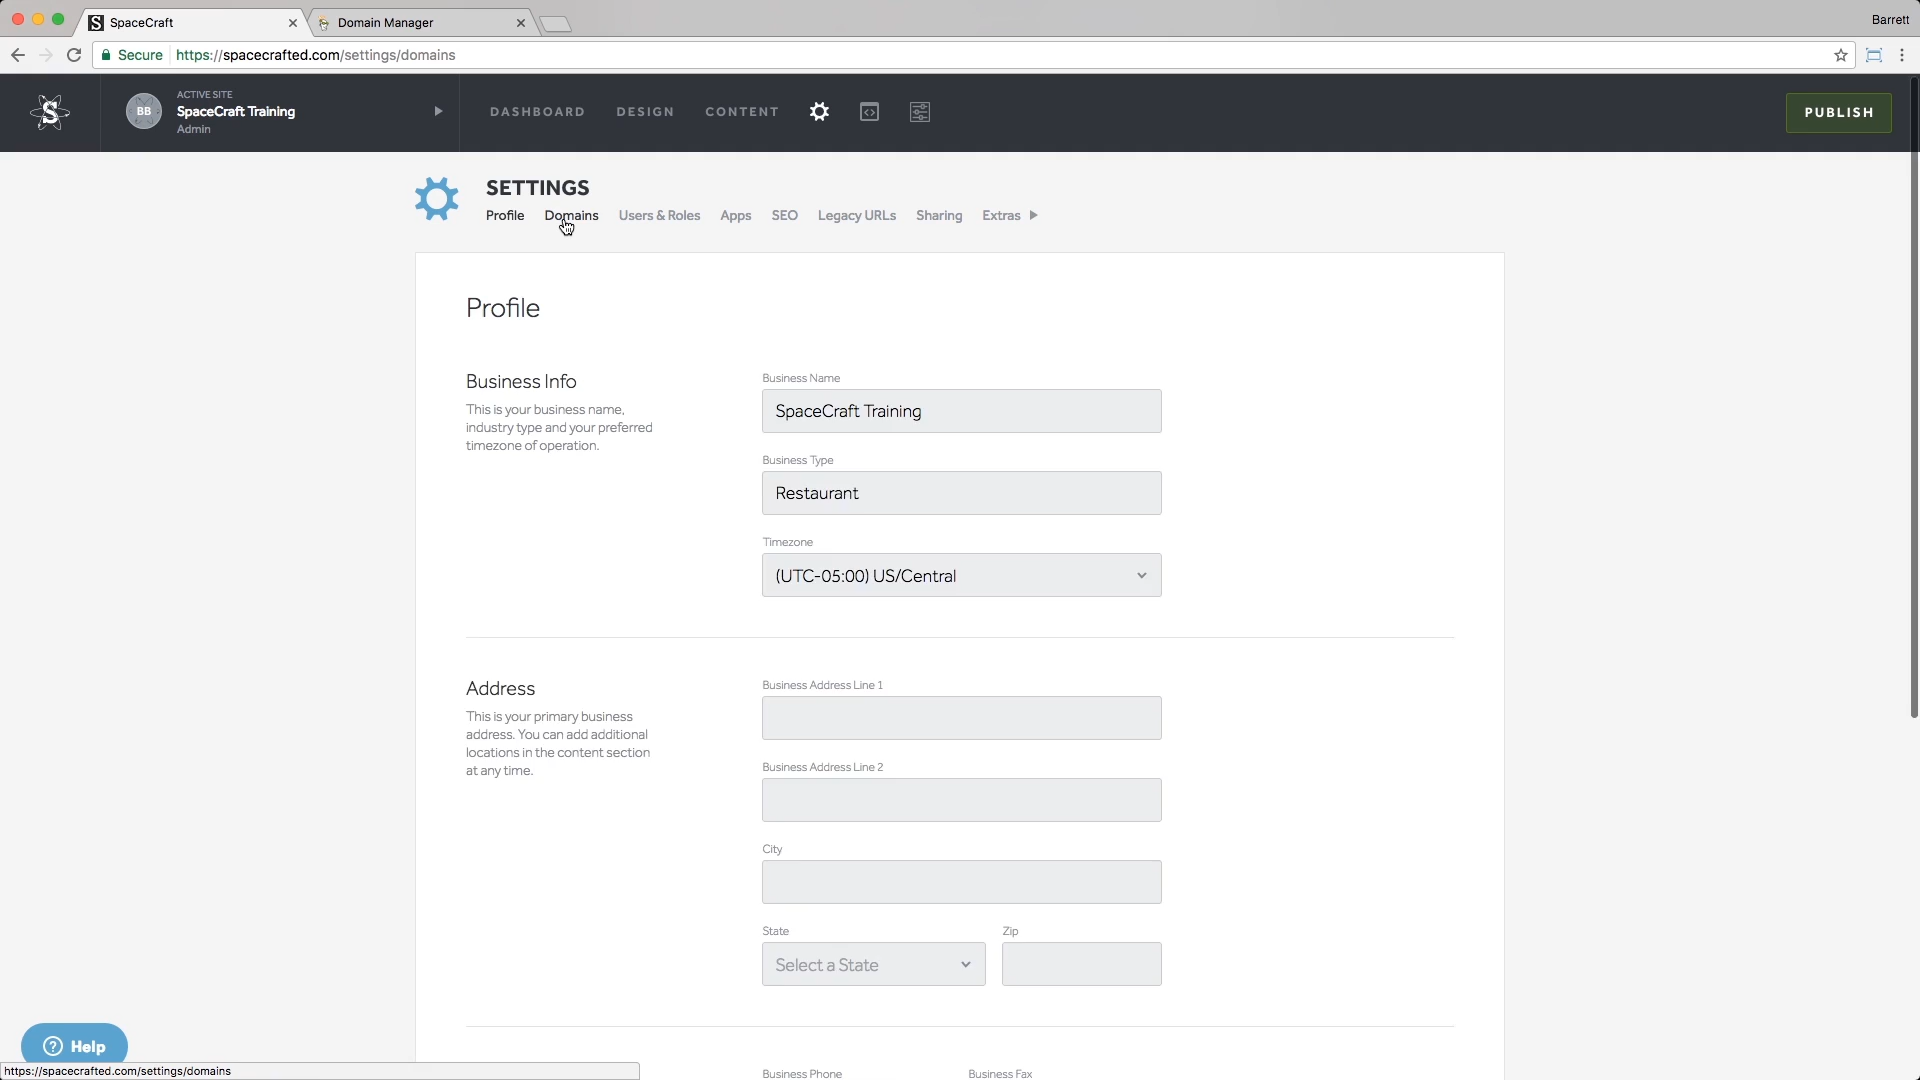 SpaceCraft
Domain Manager
Barrett
Secure https://spacecrafted.com/settings/domains
S
BB
ACTIVE SITE
SpaceCraft Training
Admin
DASHBOARD DESIGN CONTENT
PUBLISH
SETTINGS
Profile Domains Users & Roles Apps SEO Legacy URLs Sharing Extras
Profile
Business Info
This is your business name,
industry type and your preferred
timezone of operation.
Business Name
SpaceCraft Training
Business Type
Restaurant
Timezone
(UTC-05:00) US/Central
Address
This is your primary business
address. You can add additional
locations in the content section
at any time.
Business Address Line 1
Business Address Line 2
City
State Zip
Select a State
? Help
https://spacecrafted.com/settings/domains
Business Phone Business Fax